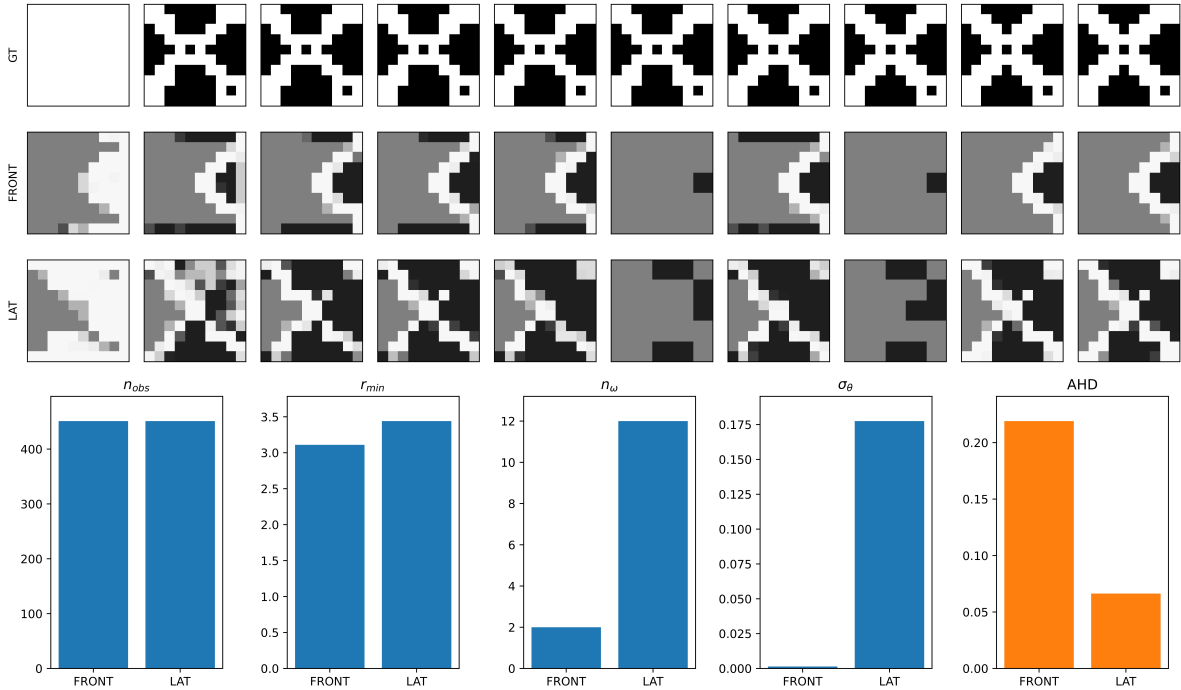 GT
FRONT
LAT
n_obs r_min n_ω σ_θ AHD
400 3.5 12 0.175 0.20
3.0 10 0.150
300 2.5 8 0.125 0.15
200 2.0 6 0.100 0.10
1.5 4 0.075
100 1.0 2 0.050 0.05
0.5 0.025
0 0.0 0 0.000 0.00
FRONT LAT FRONT LAT FRONT LAT FRONT LAT FRONT LAT